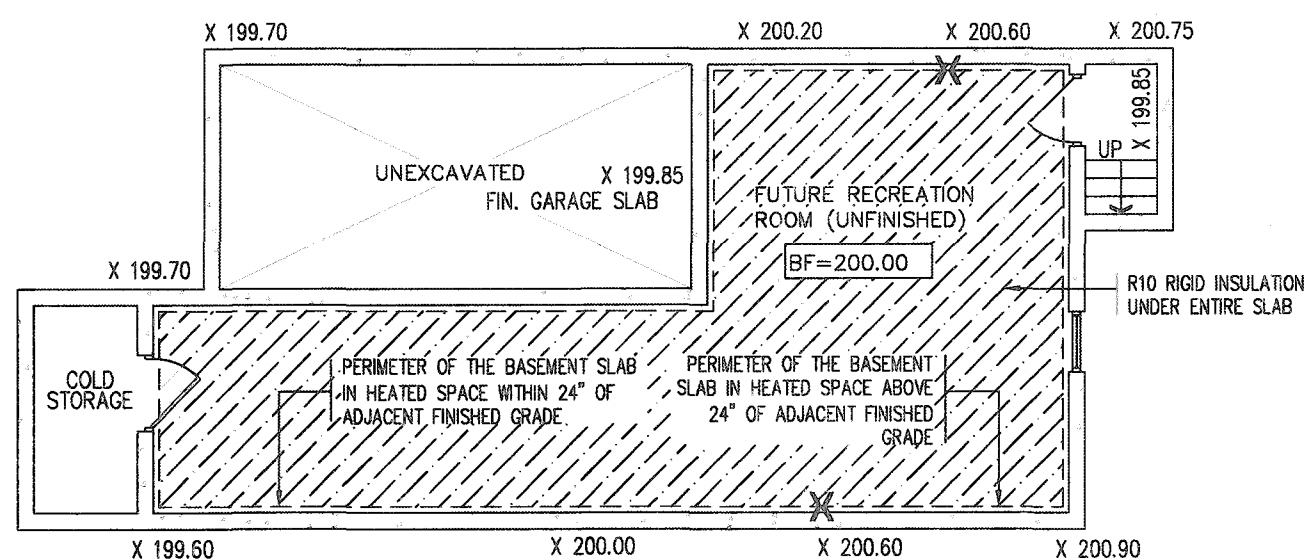 X 199.70
X 200.20
X 200.60
X 200.75
X 199.85
UNEXCAVATED
X 199.85
FIN. GARAGE SLAB
UP
FUTURE RECREATION
ROOM (UNFINISHED)
BF=200.00
X 199.70
R10 RIGID INSULATION
UNDER ENTIRE SLAB
COLD
STORAGE
PERIMETER OF THE BASEMENT SLAB
IN HEATED SPACE WITHIN 24" OF
ADJACENT FINISHED GRADE
PERIMETER OF THE BASEMENT
SLAB IN HEATED SPACE ABOVE
24" OF ADJACENT FINISHED
GRADE
X
X
X 199.60
X 200.00
X 200.60
X 200.90